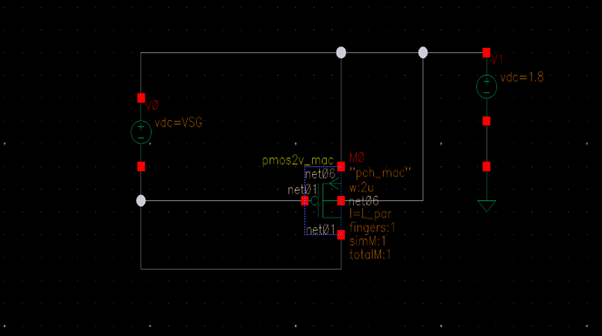 V1
vdc=1.8
V0
vdc=VSG
pmos2v_mac
M0
net06
"pch_mac"
net01
w:2u
net06
l=L_par
net01
fingers:1
simM:1
totalM:1